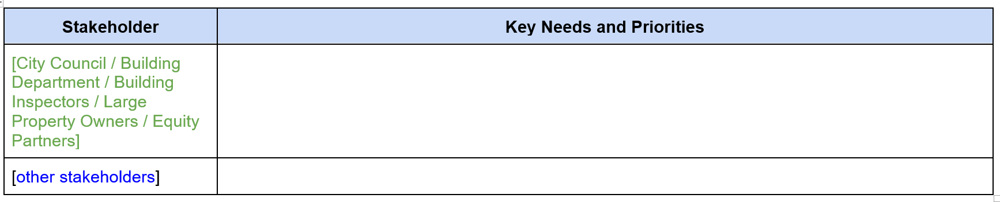 Stakeholder
Key Needs and Priorities
[City Council / Building
Department / Building
Inspectors / Large
Property Owners / Equity
Partners]
[other stakeholders]